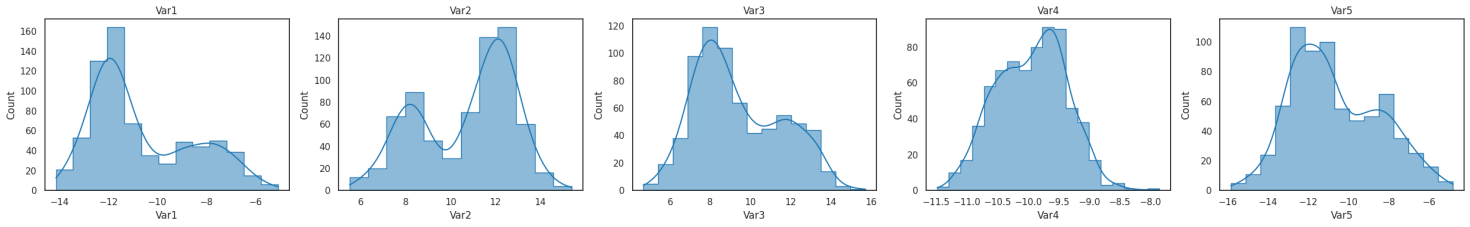 Var1 Var2 Var3 Var4 Var5
Count 160 140 120 100 80 60 40 20 0
−14 −12 −10 −8 −6
Var1
Count 140 120 100 80 60 40 20 0
6 8 10 12 14
Var2
Count 120 100 80 60 40 20 0
6 8 10 12 14 16
Var3
Count 80 60 40 20 0
−11.5 −11.0 −10.5 −10.0 −9.5 −9.0 −8.5 −8.0
Var4
Count 100 80 60 40 20 0
−16 −14 −12 −10 −8 −6
Var5